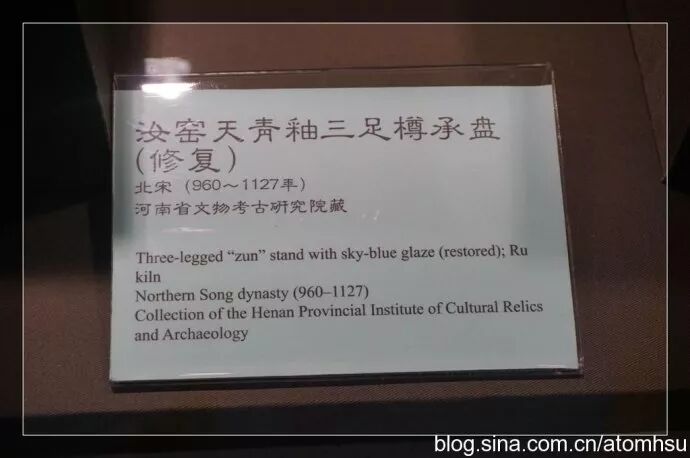 汝窑天青釉三足樽承盘
(修复)
北宋（960～1127年）
河南省文物考古研究院藏
Three-legged “zun” stand with sky-blue glaze (restored); Ru
kiln
Northern Song dynasty (960–1127)
Collection of the Henan Provincial Institute of Cultural Relics
and Archaeology
blog.sina.com.cn/atomhsu